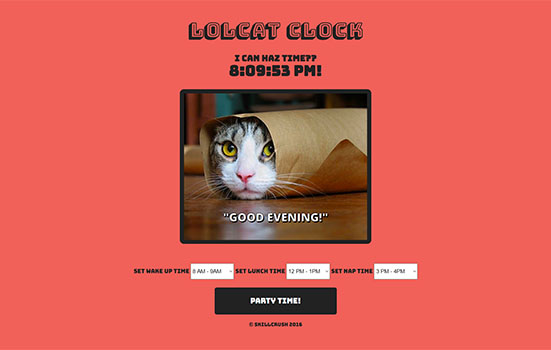 LOLCAT CLOCK
I CAN HAZ TIME??
8:09:53 PM!
"GOOD EVENING!"
SET WAKE UP TIME 8 AM - 9AM SET LUNCH TIME 12 PM - 1PM SET NAP TIME 3 PM - 4PM
PARTY TIME!
© SKILLCRUSH 2015